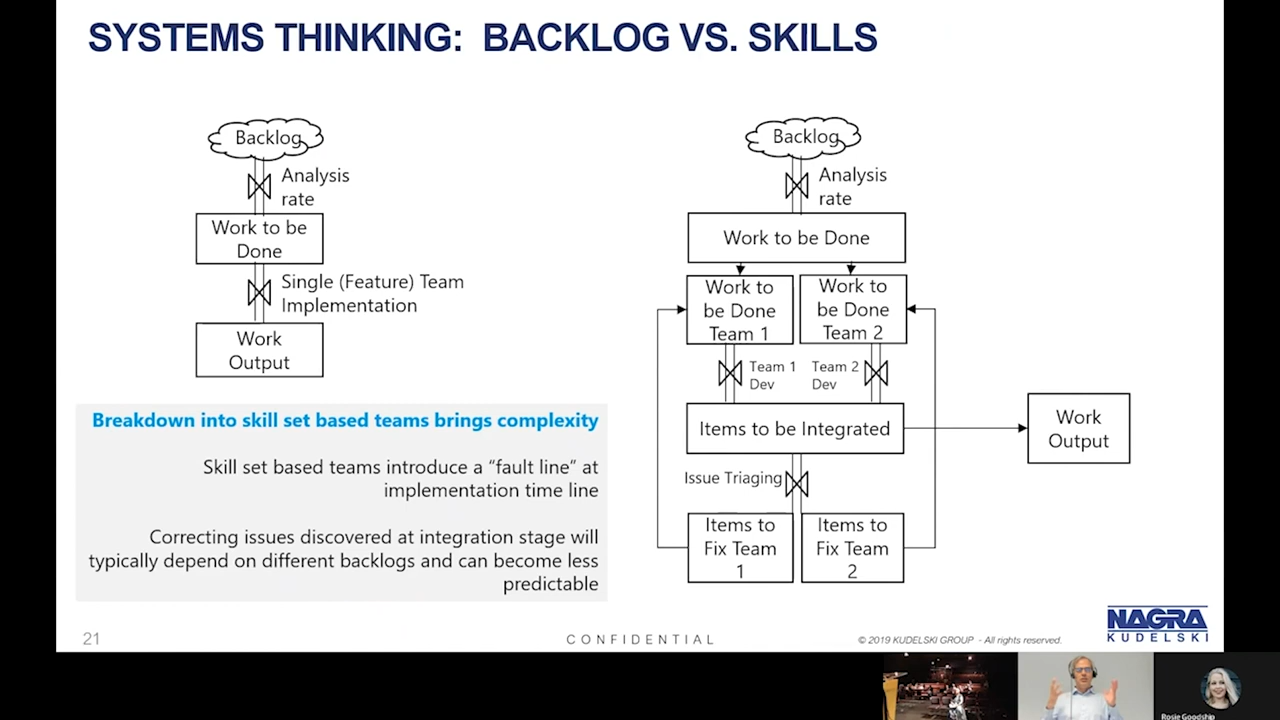 SYSTEMS THINKING: BACKLOG VS. SKILLS
Backlog
Analysis
rate
Work to be
Done
Single (Feature) Team
Implementation
Work
Output
Breakdown into skill set based teams brings complexity
Skill set based teams introduce a “fault line” at
implementation time line
Correcting issues discovered at integration stage will
typically depend on different backlogs and can become less
predictable
Backlog
Analysis
rate
Work to be Done
Work to
be Done
Team 1
Work to
be Done
Team 2
Team 1
Dev
Team 2
Dev
Items to be Integrated
Work
Output
Issue Triaging
Items to
Fix Team
1
Items to
Fix Team
2
21
CONFIDENTIAL
© 2019 KUDELSKI GROUP - All rights reserved.
NAGRA
KUDELSKI
Rosie Goodship